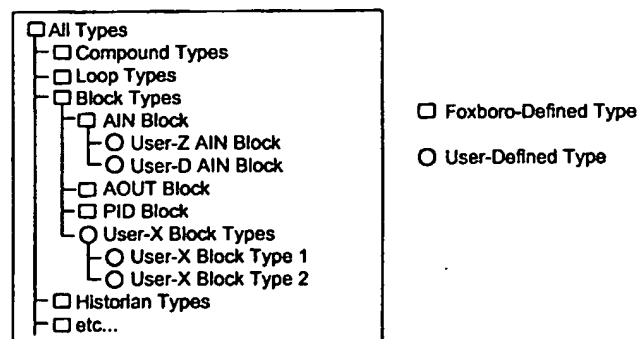 All Types
Compound Types
Loop Types
Block Types
AIN Block
User-Z AIN Block
User-D AIN Block
AOUT Block
PID Block
User-X Block Types
User-X Block Type 1
User-X Block Type 2
Historian Types
etc...
Foxboro-Defined Type
User-Defined Type